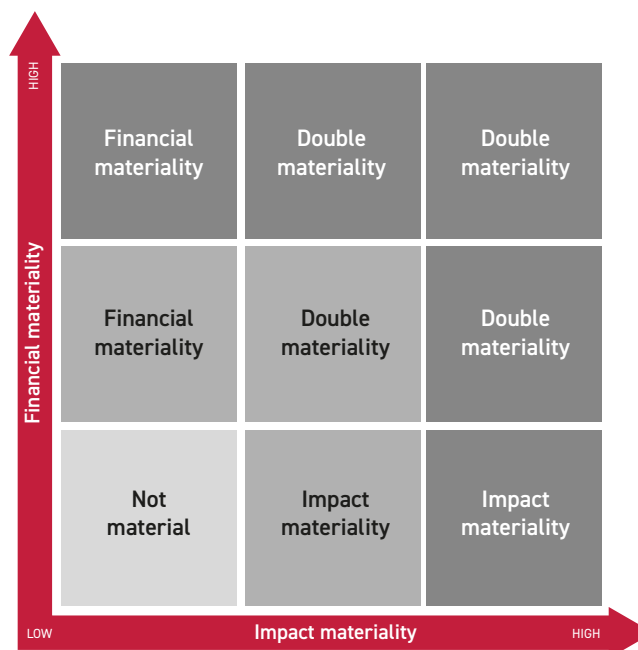 HIGH
Financial materiality
Financial
materiality
Double
materiality
Double
materiality
Financial
materiality
Double
materiality
Double
materiality
Not
material
Impact
materiality
Impact
materiality
LOW
Impact materiality
HIGH